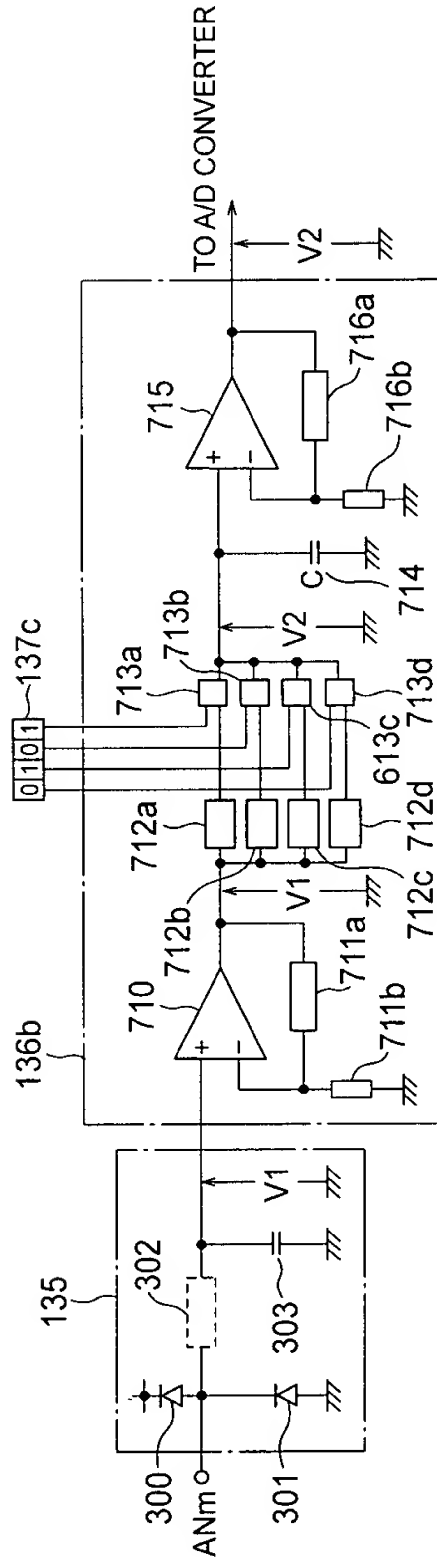 135
302
V1
303
300
301
ANm
136b
710
711a
711b
V1
712a
712b
712c
712d
0 1 0 1
137c
713a
713b
613c
713d
V2
C
714
715
716a
716b
V2
TO A/D CONVERTER
+
-
+
-